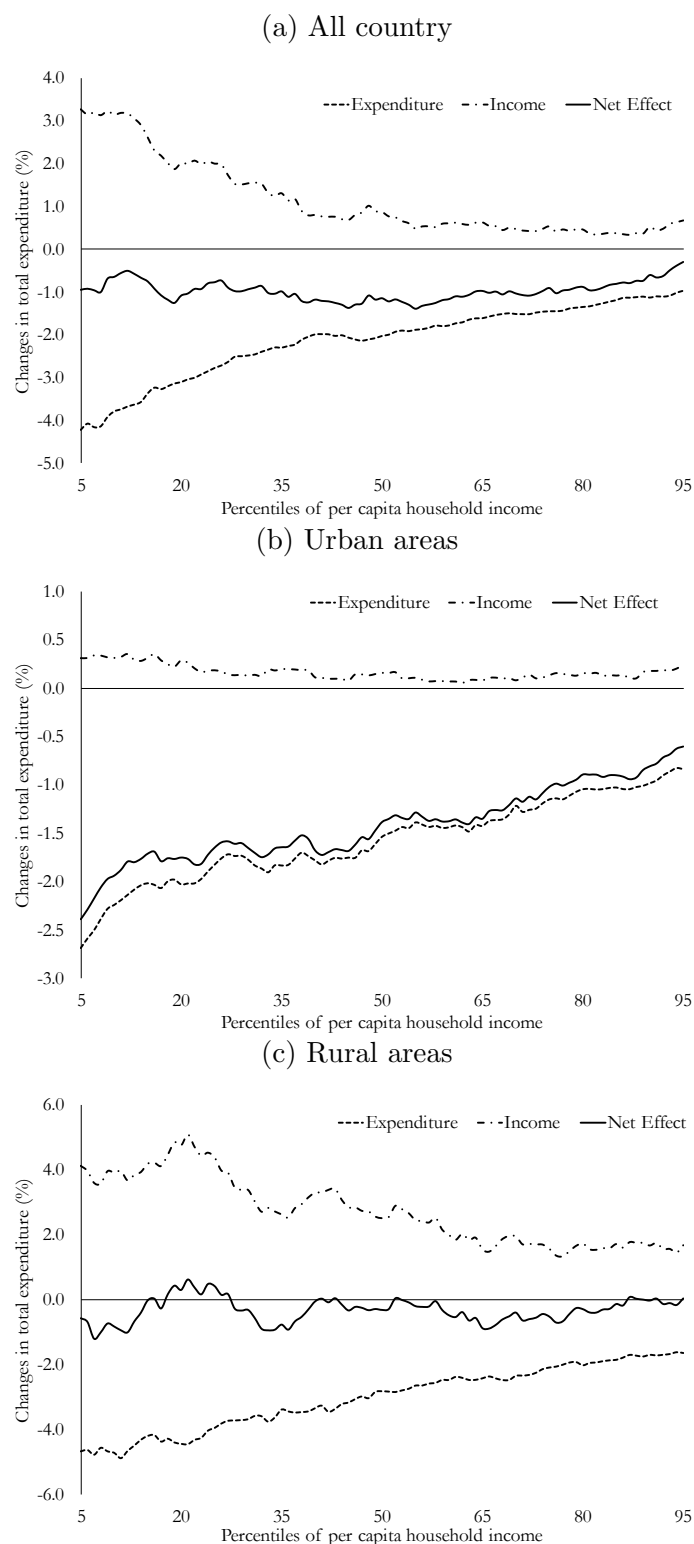 (a) All country
Changes in total expenditure (%)
4.0
3.0
2.0
1.0
0.0
-1.0
-2.0
-3.0
-4.0
-5.0
Expenditure Income Net Effect
5 20 35 50 65 80 95
Percentiles of per capita household income
(b) Urban areas
Changes in total expenditure (%)
1.0
0.5
0.0
-0.5
-1.0
-1.5
-2.0
-2.5
-3.0
Expenditure Income Net Effect
5 20 35 50 65 80 95
Percentiles of per capita household income
(c) Rural areas
Changes in total expenditure (%)
6.0
4.0
2.0
0.0
-2.0
-4.0
-6.0
Expenditure Income Net Effect
5 20 35 50 65 80 95
Percentiles of per capita household income